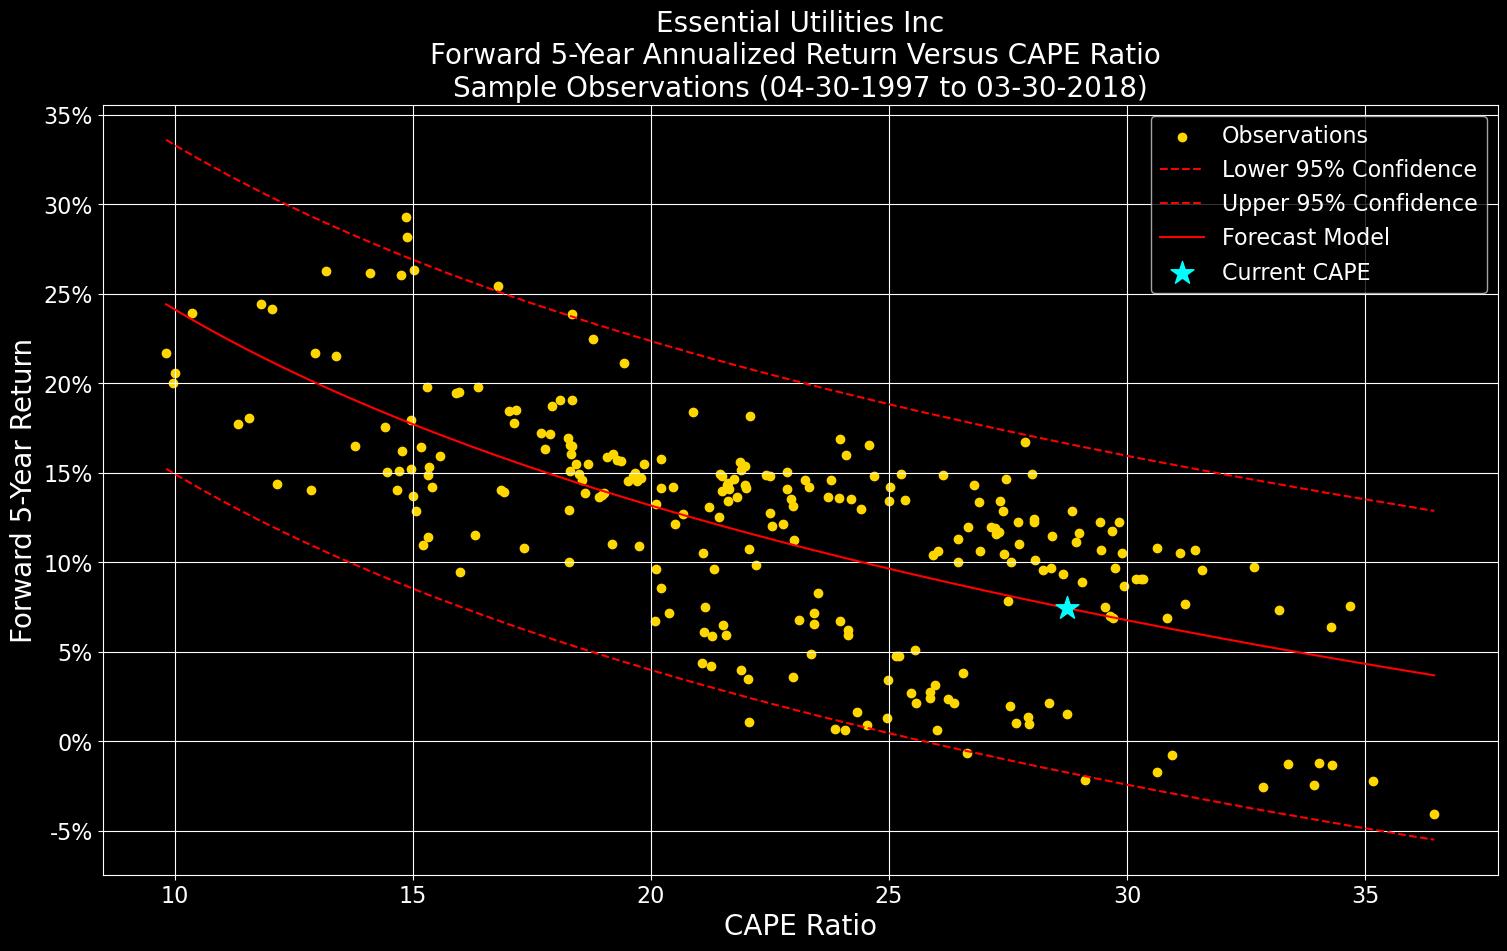 Essential Utilities Inc
Forward 5-Year Annualized Return Versus CAPE Ratio
Sample Observations (04-30-1997 to 03-30-2018)
Observations
Lower 95% Confidence
Upper 95% Confidence
Forecast Model
Current CAPE
Forward 5-Year Return
35%
30%
25%
20%
15%
10%
5%
0%
-5%
10 15 20 25 30 35
CAPE Ratio